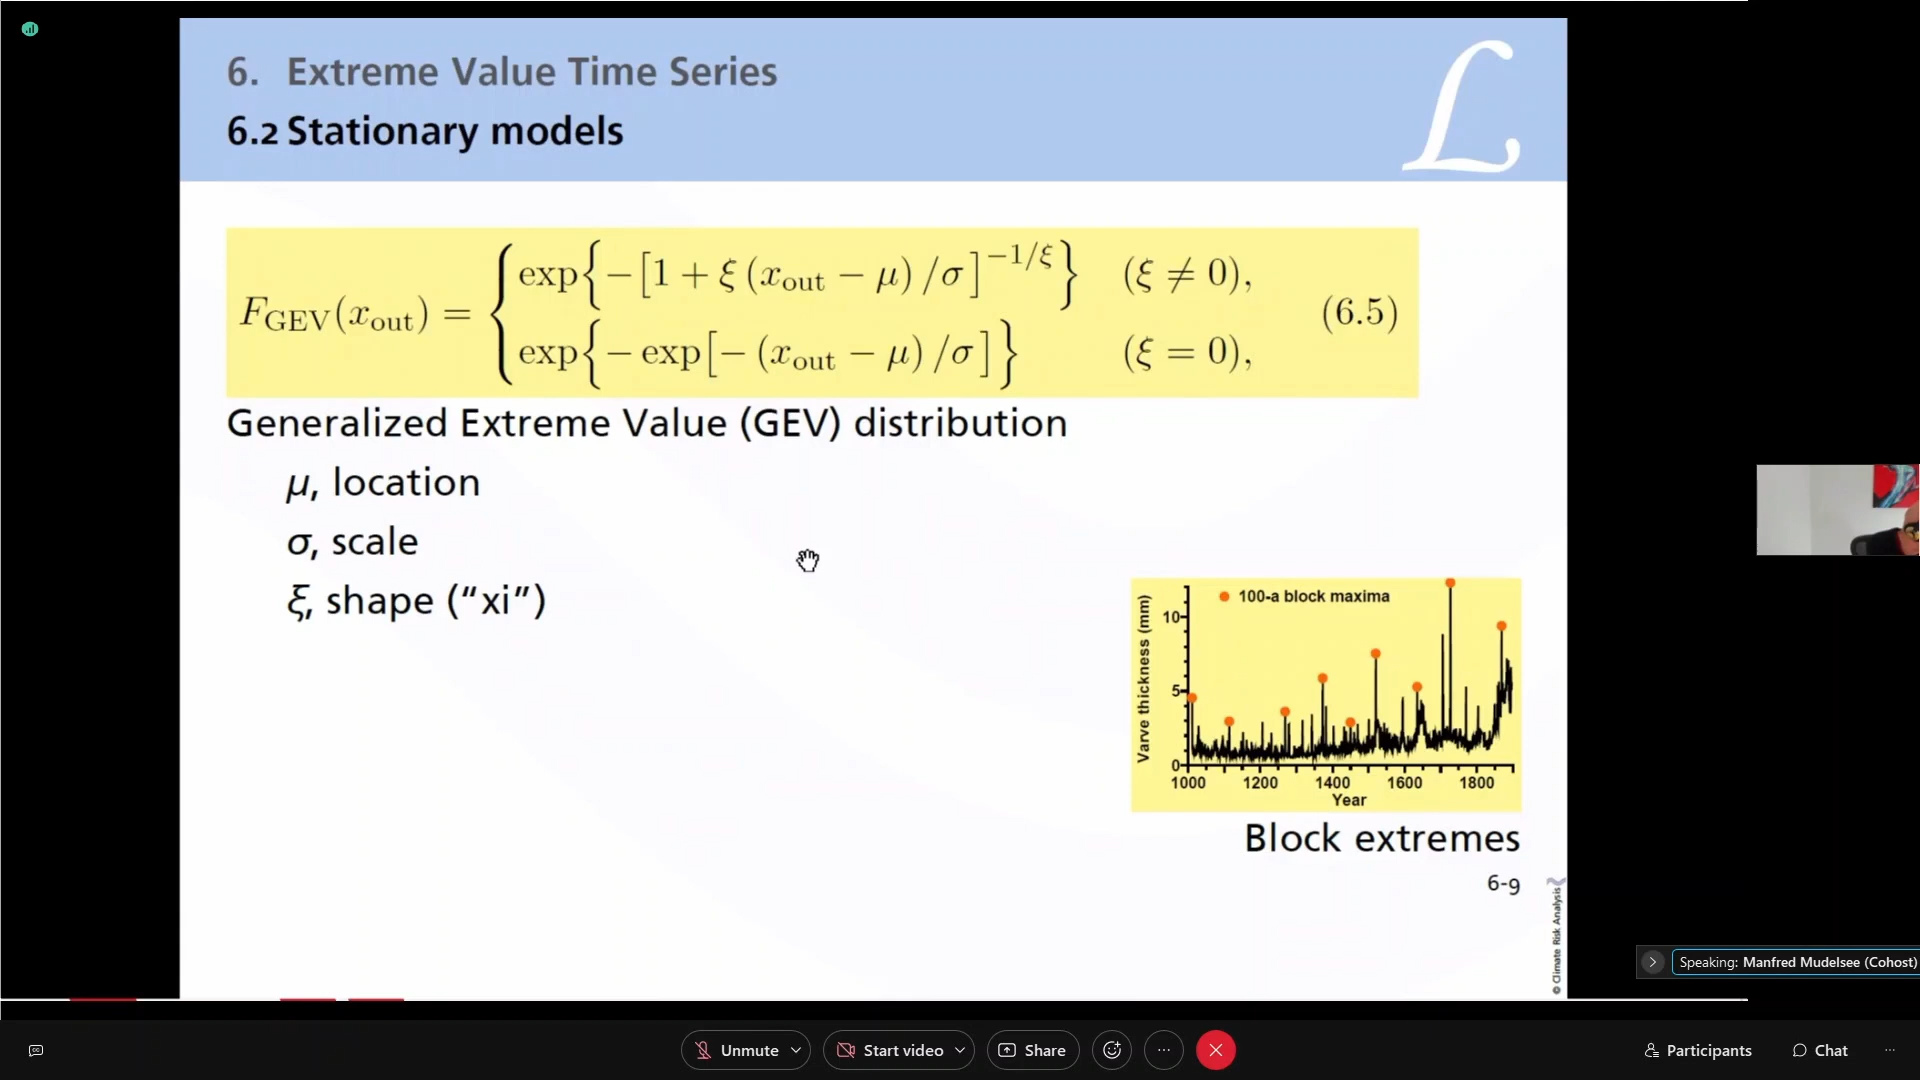 6. Extreme Value Time Series
6.2 Stationary models
L
F_GEV(x_out) = { exp{−[1 + ξ (x_out − μ) /σ]^−1/ξ} (ξ ≠ 0),
exp{− exp[− (x_out − μ) /σ]} (ξ = 0), (6.5)
Generalized Extreme Value (GEV) distribution
μ, location
σ, scale
ξ, shape (“xi”)
100-a block maxima
Varve thickness (mm)
10
5
0
1000 1200 1400 1600 1800
Year
Block extremes
6-9
© Climate Risk Analysis
Speaking: Manfred Mudelsee (Cohost)
Unmute Start video Share Participants Chat